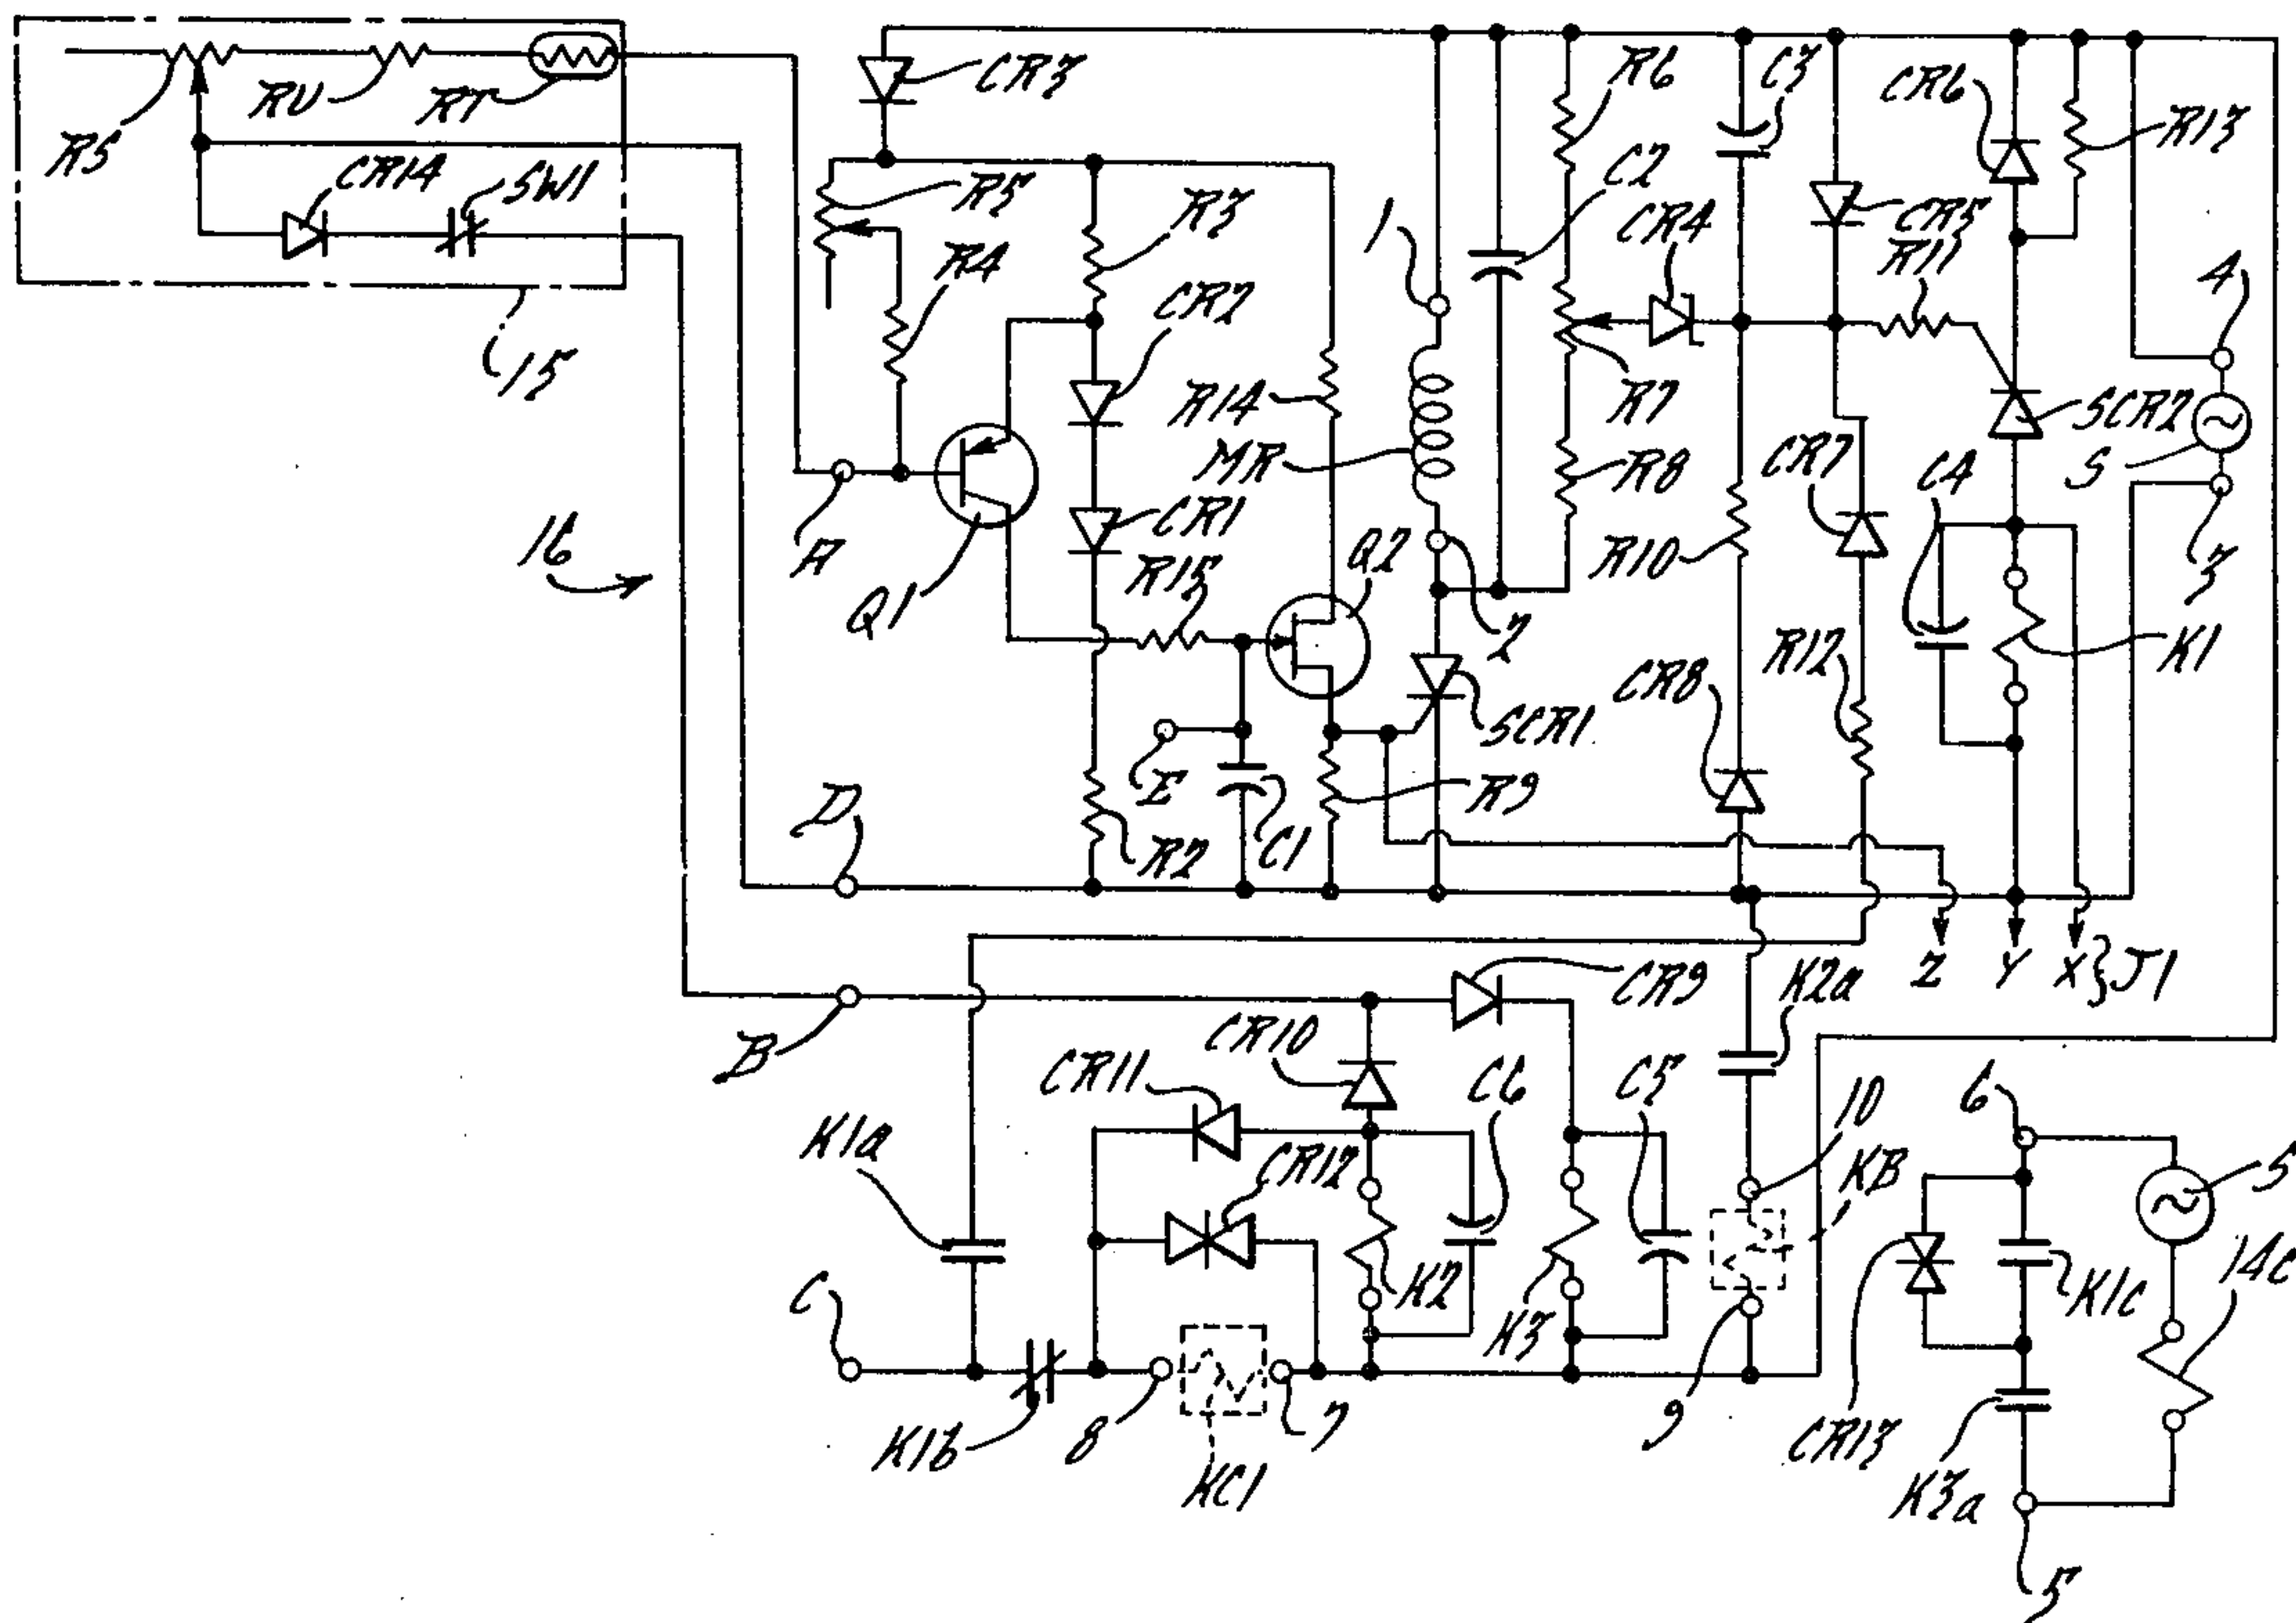 RS
RU
RT
CR14
SW1
15
16
CR3
R5
R4
R3
CR2
CR1
R15
R14
Q1
Q2
A
D
E
C1
R2
R9
1
MR
2
SCR1
C2
R6
CR4
R7
R8
C3
CR5
R11
R10
CR8
CR7
R12
CR6
R13
SCR2
C4
K1
4
S
3
Z
Y
X
J1
B
C
K1a
K1b
8
KC1
7
CR11
CR10
CR12
K2
C6
CR9
K3
C5
K2a
10
KB
9
6
S
14c
K1c
CR13
K3a
5